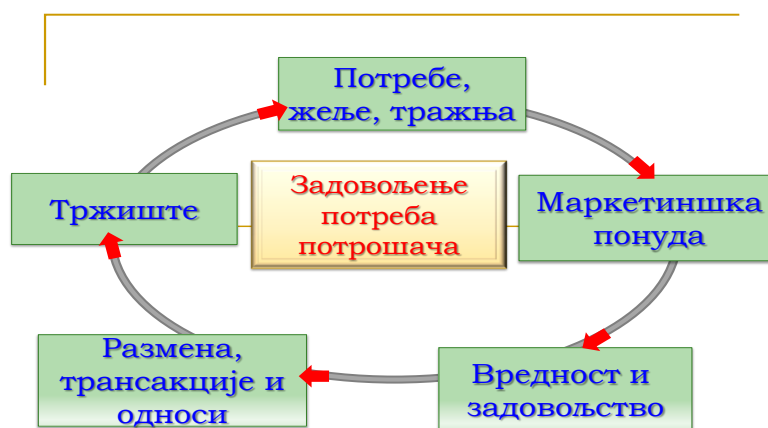 Потребе,
жеље, тражња
Маркетиншка
понуда
Вредност и
задовољство
Размена,
трансакције и
односи
Тржиште
Задовољење
потреба
потрошача